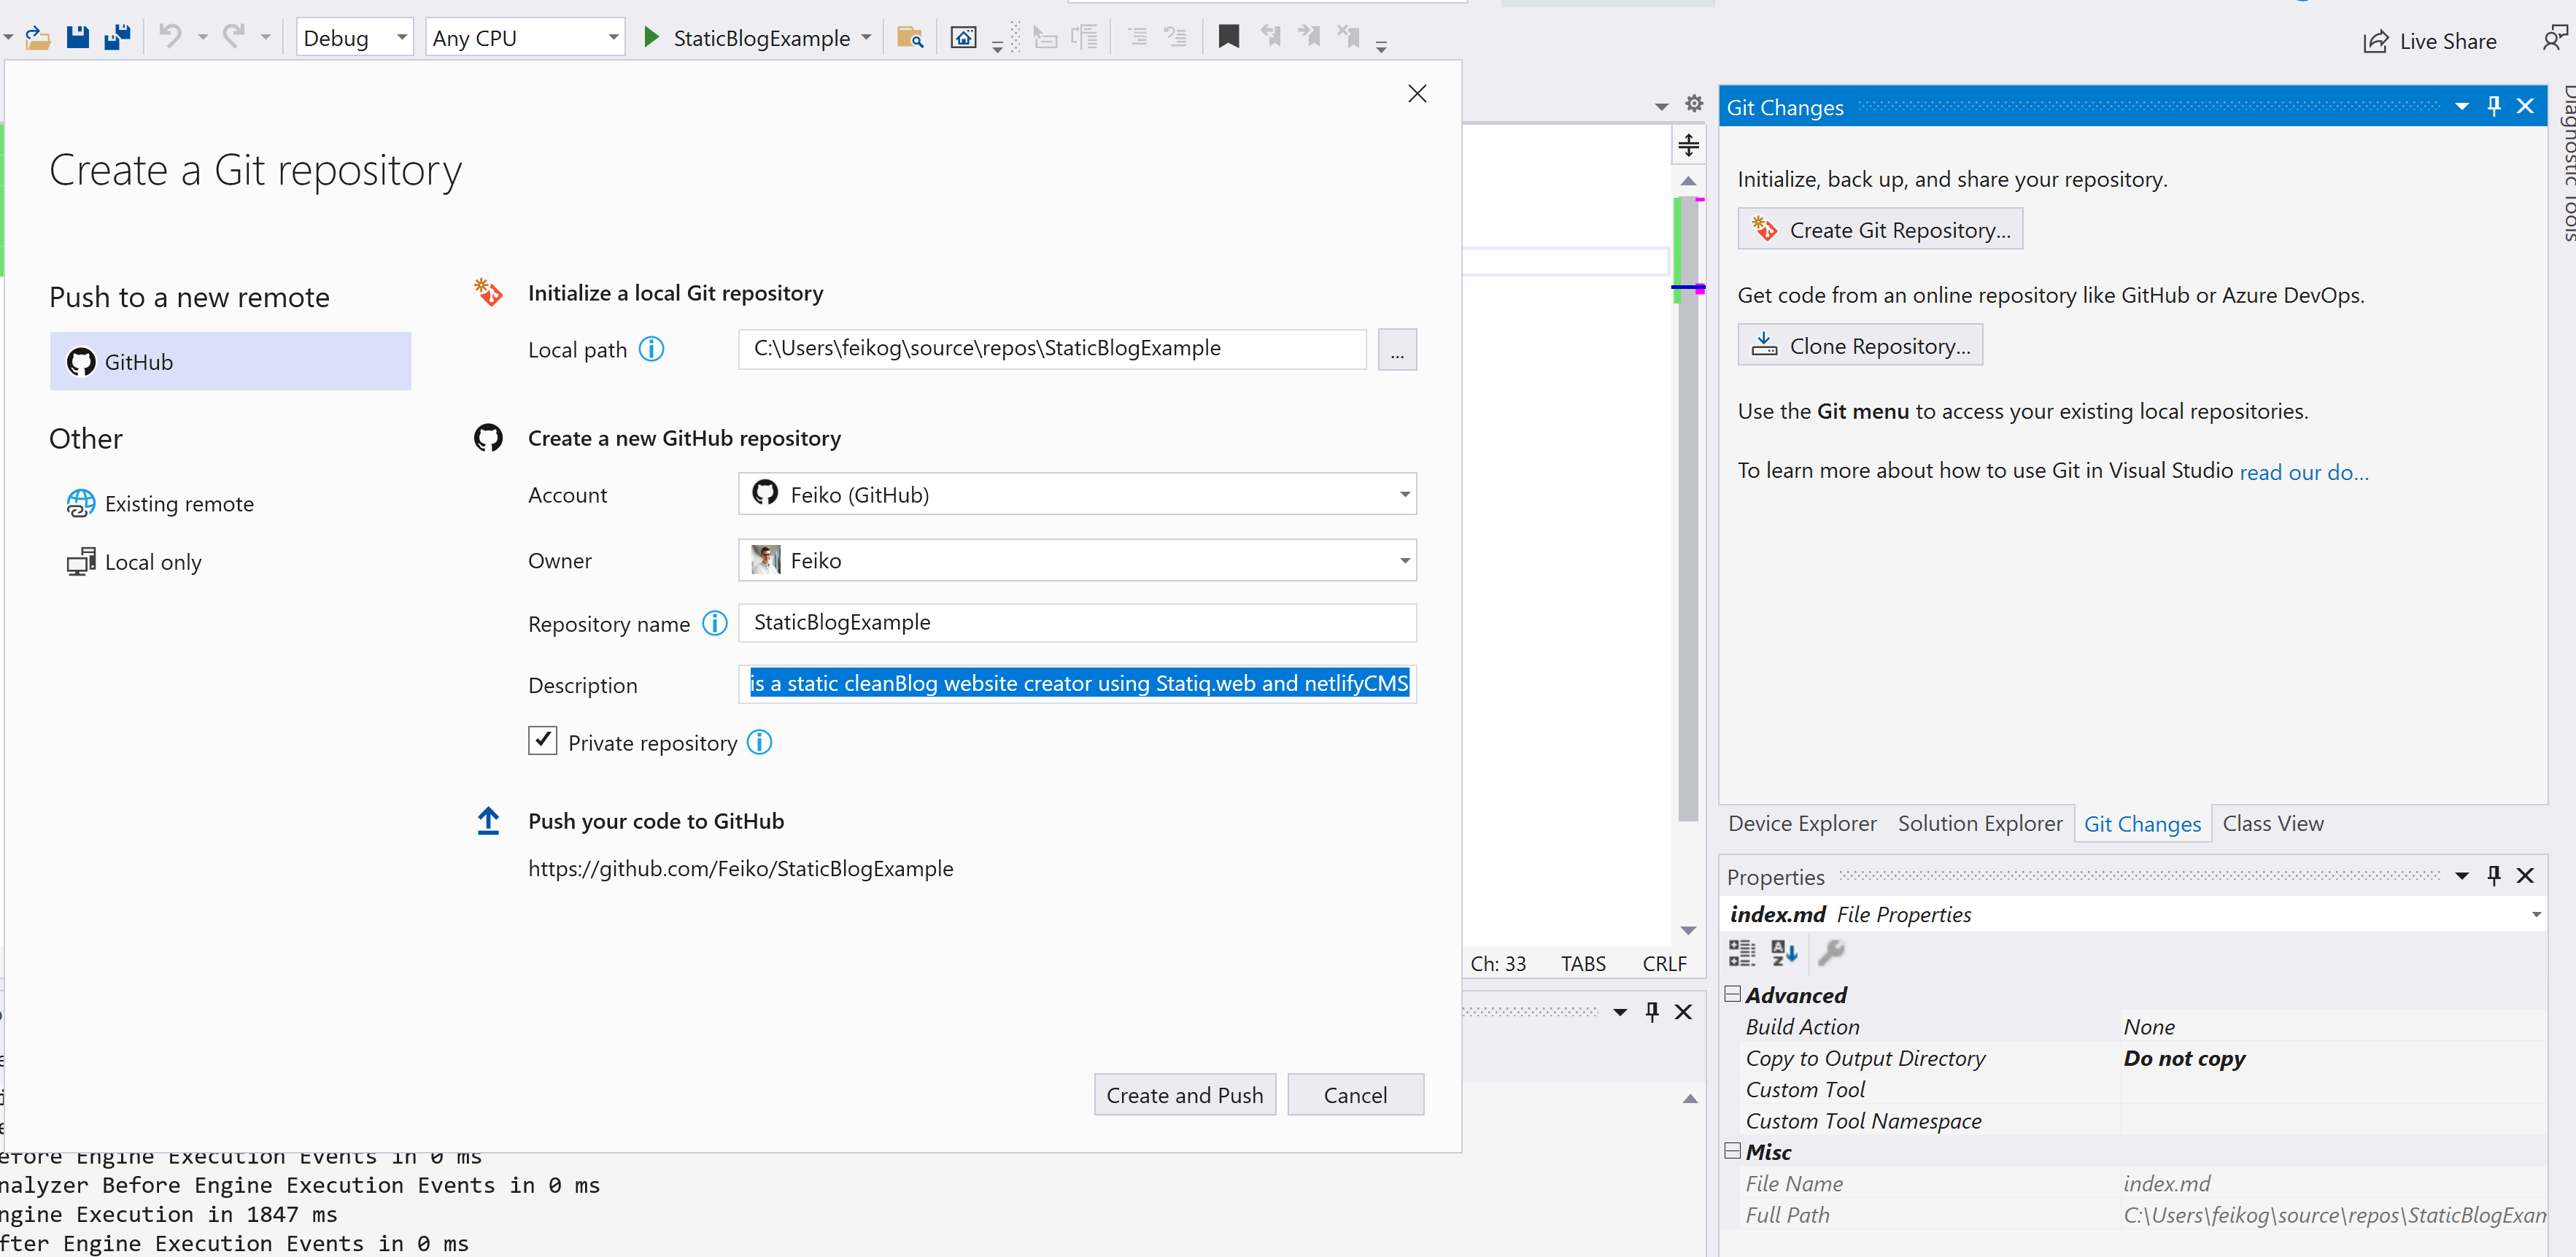 Debug
Any CPU
StaticBlogExample
Live Share
Create a Git repository
Push to a new remote
GitHub
Other
Existing remote
Local only
Initialize a local Git repository
Local path
C:\Users\feikog\source\repos\StaticBlogExample
...
Create a new GitHub repository
Account
Feiko (GitHub)
Owner
Feiko
Repository name
StaticBlogExample
Description
is a static cleanBlog website creator using Statiq.web and netlifyCMS
Private repository
Push your code to GitHub
https://github.com/Feiko/StaticBlogExample
Create and Push
Cancel
Ch: 33
TABS
CRLF
efore Engine Execution Events in 0 ms
nalyzer Before Engine Execution Events in 0 ms
ngine Execution in 1847 ms
fter Engine Execution Events in 0 ms
Git Changes
Initialize, back up, and share your repository.
Create Git Repository...
Get code from an online repository like GitHub or Azure DevOps.
Clone Repository...
Use the Git menu to access your existing local repositories.
To learn more about how to use Git in Visual Studio read our do...
Device Explorer
Solution Explorer
Git Changes
Class View
Properties
index.md File Properties
Advanced
Build Action None
Copy to Output Directory Do not copy
Custom Tool
Custom Tool Namespace
Misc
File Name index.md
Full Path C:\Users\feikog\source\repos\StaticBlogExam
Diagnostic Tools